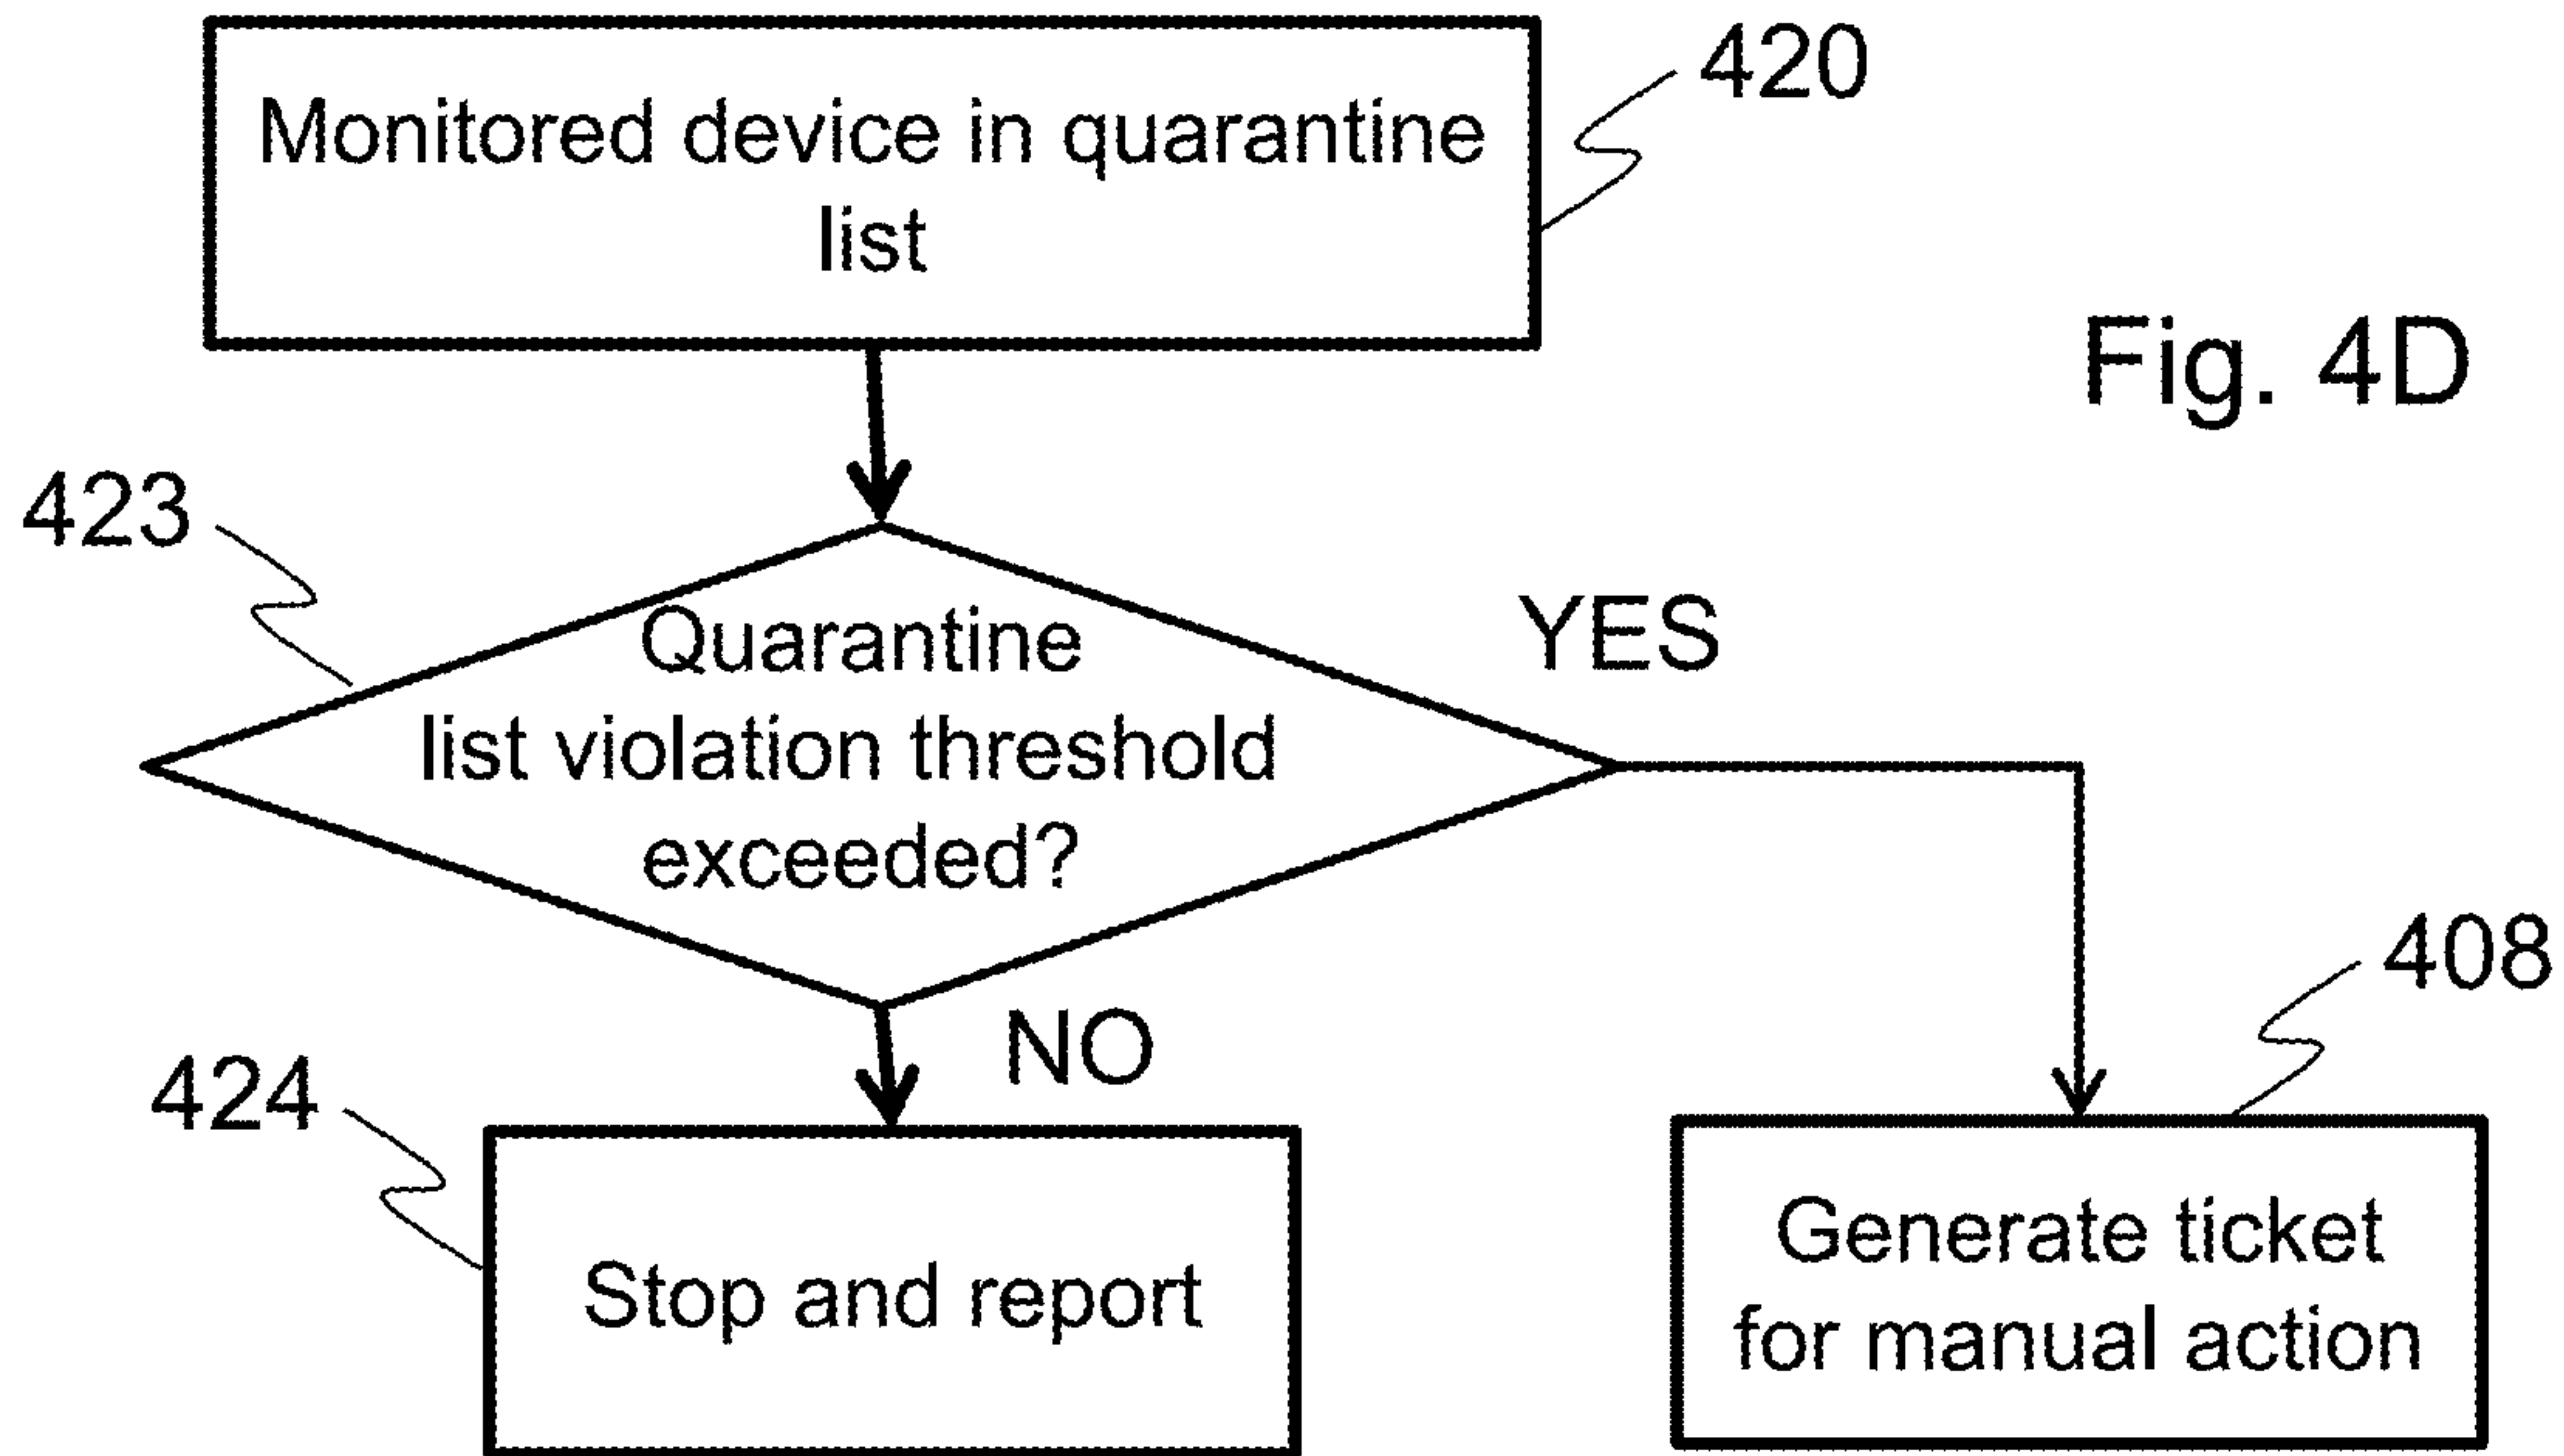 Monitored device in quarantine
list
420
Fig. 4D
423
Quarantine
list violation threshold
exceeded?
YES
NO
408
424
Stop and report
Generate ticket
for manual action